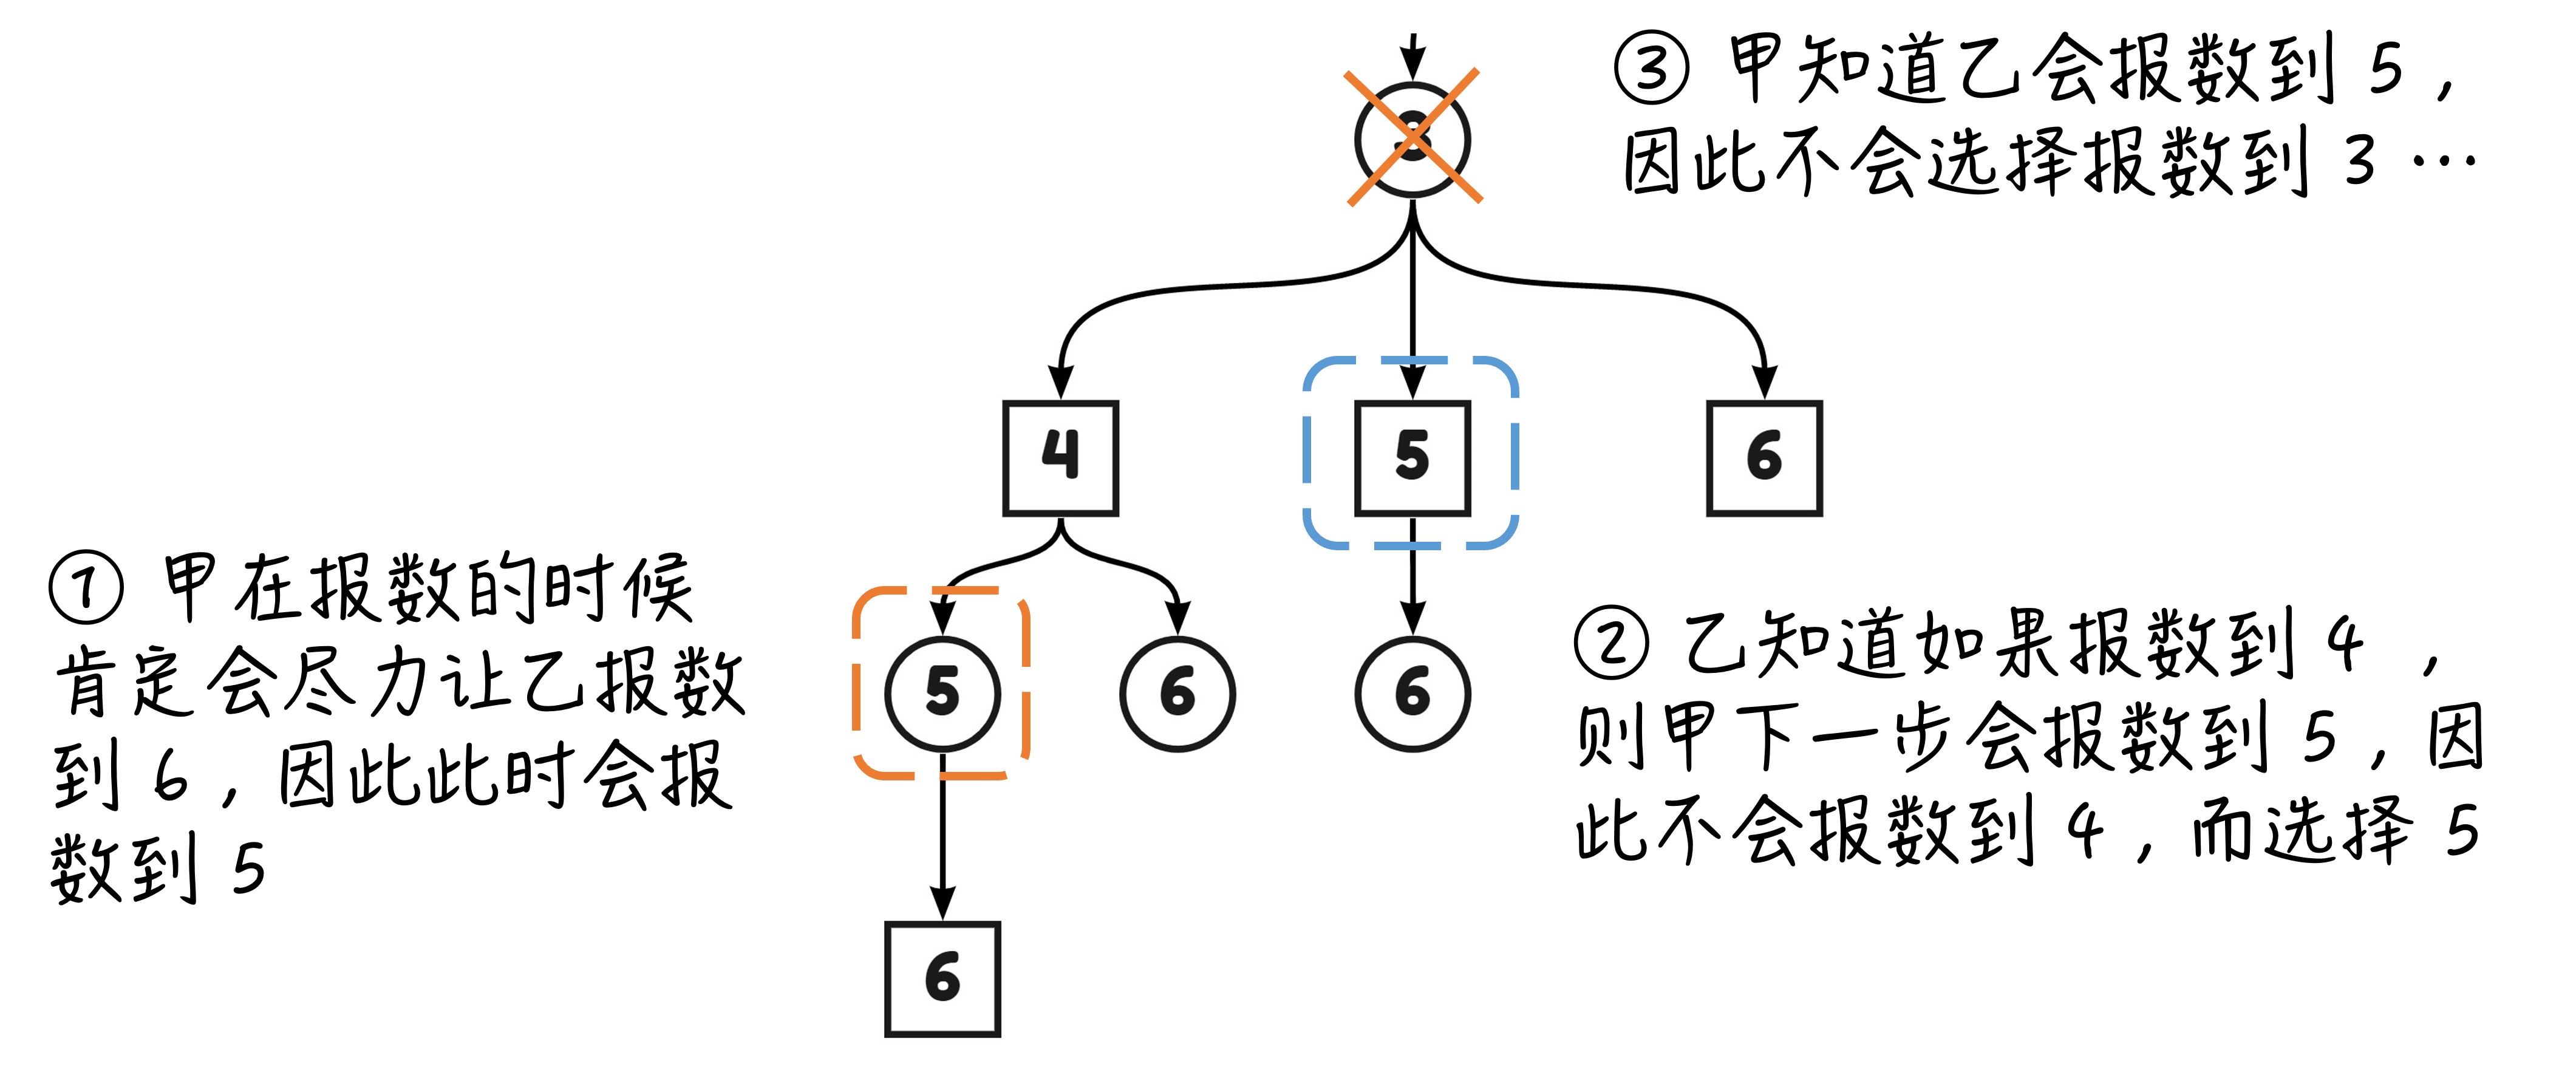 ③ 甲知道乙会报数到 5，
因此不会选择报数到 3 …
3
4
5
6
① 甲在报数的时候
肯定会尽力让乙报数
到 6，因此此时会报
数到 5
5
6
6
② 乙知道如果报数到 4 ，
则甲下一步会报数到 5，因
此不会报数到 4，而选择 5
6